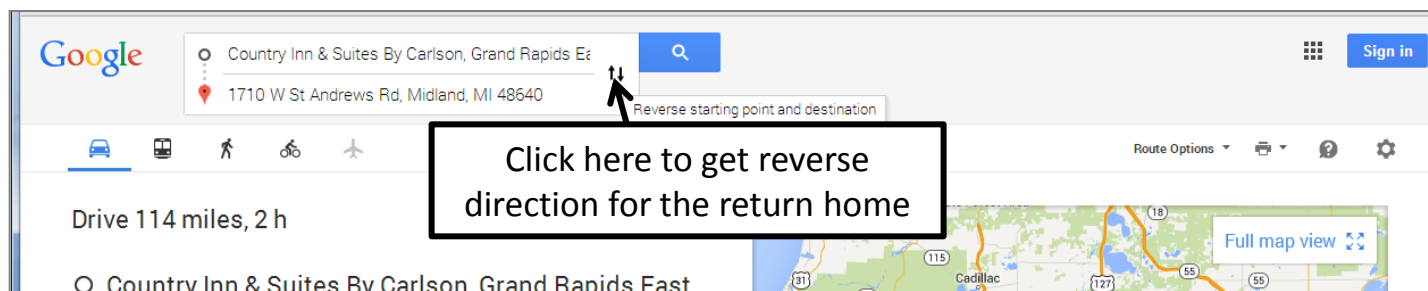 Google
Country Inn & Suites By Carlson, Grand Rapids Ea
Sign in
1710 W St Andrews Rd, Midland, MI 48640
Reverse starting point and destination
Click here to get reverse
direction for the return home
Route Options
Drive 114 miles, 2 h
18
Full map view
115
31
Cadillac
127
55
55
Country Inn & Suites By Carlson, Grand Rapids East